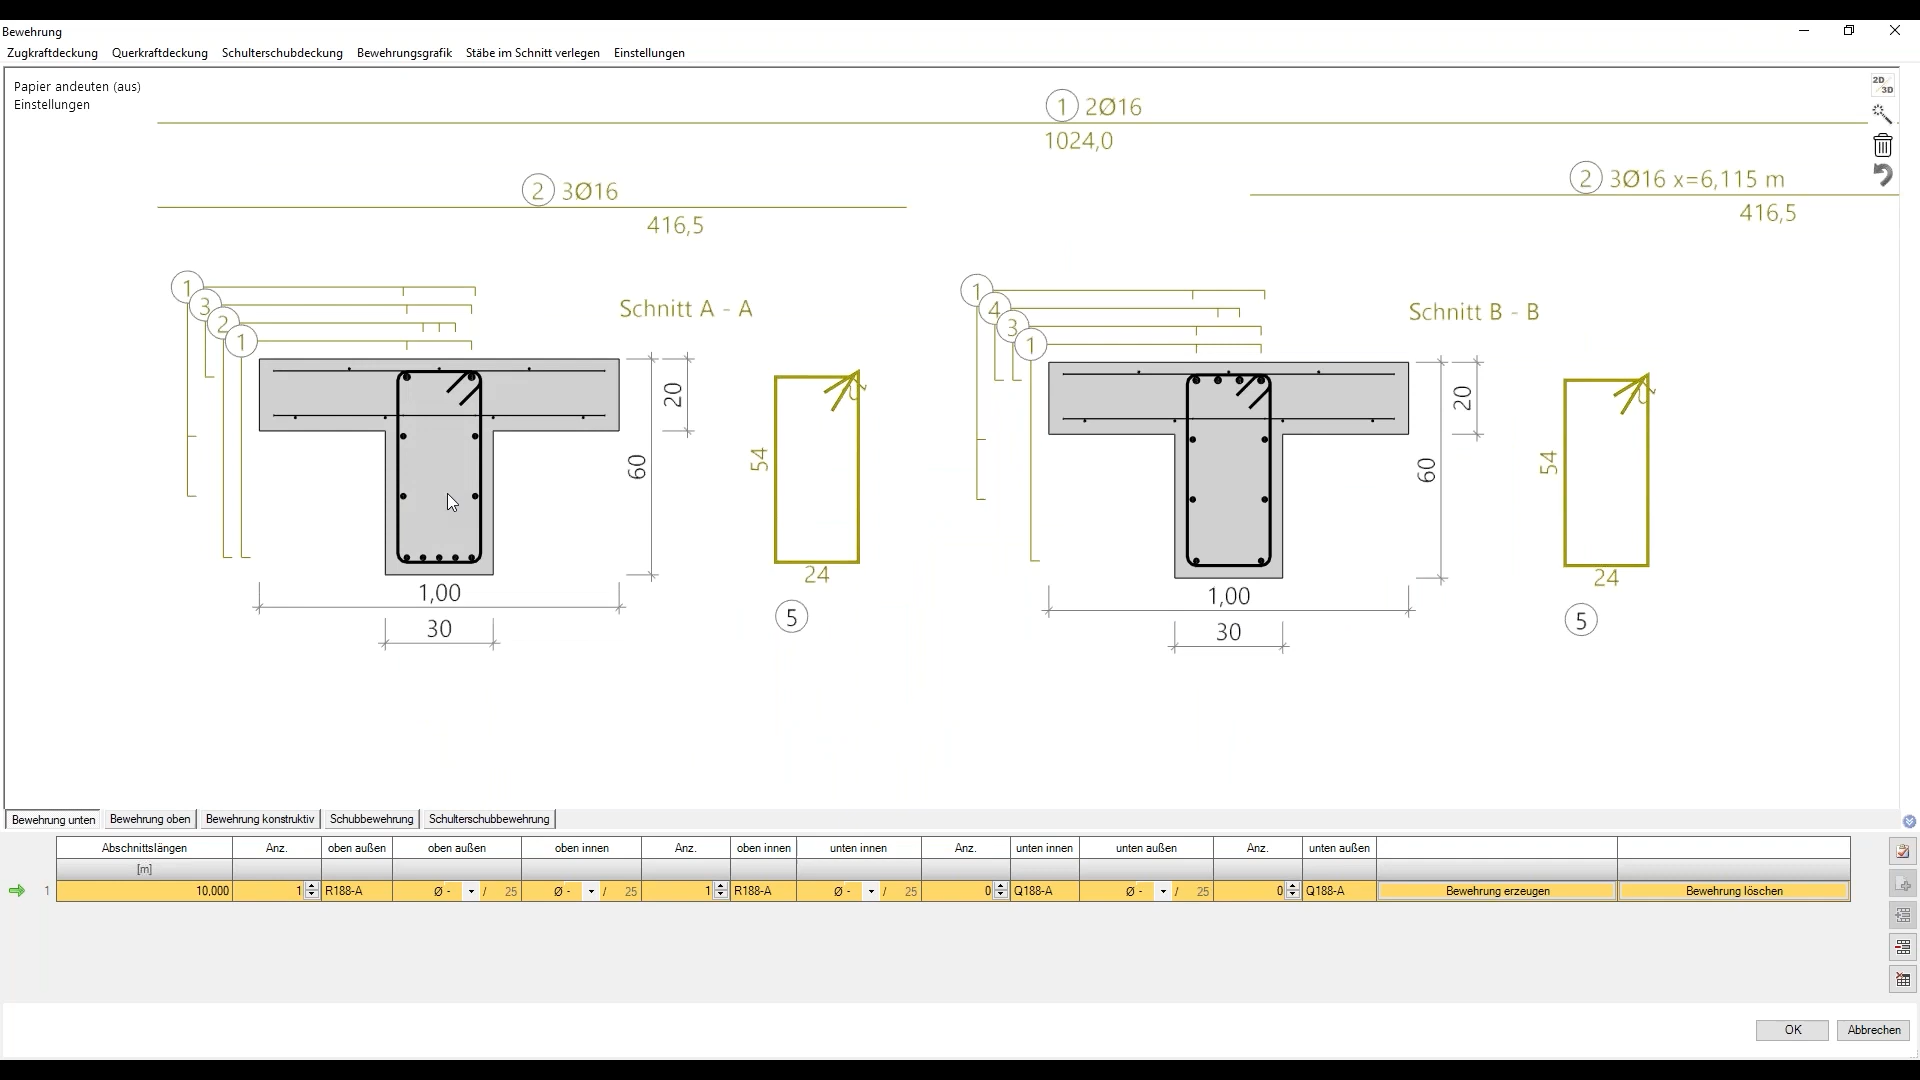 Bewehrung
Zugkraftdeckung Querkraftdeckung Schulterschubdeckung Bewehrungsgrafik Stäbe im Schnitt verlegen Einstellungen
Papier andeuten (aus)
Einstellungen
2D/3D
1 2Ø16
1024,0
2 3Ø16
416,5
2 3Ø16 x=6,115 m
416,5
1
3
2
1
Schnitt A - A
20
60
54
24
1,00
30
5
1
4
3
1
Schnitt B - B
20
60
54
24
1,00
30
5
Bewehrung unten Bewehrung oben Bewehrung konstruktiv Schubbewehrung Schulterschubbewehrung
Abschnittslängen Anz. oben außen oben außen oben innen Anz. oben innen unten innen Anz. unten innen unten außen Anz. unten außen
[m]
1 10,000 1 R188-A Ø - / 25 Ø - / 25 1 R188-A Ø - / 25 0 Q188-A Ø - / 25 0 Q188-A Bewehrung erzeugen Bewehrung löschen
OK Abbrechen